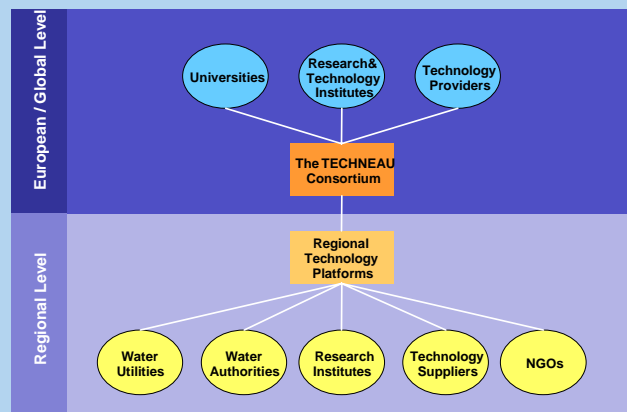 European / Global Level
Universities
Research&
Technology
Institutes
Technology
Providers
The TECHNEAU
Consortium
Regional Level
Regional
Technology
Platforms
Water
Utilities
Water
Authorities
Research
Institutes
Technology
Suppliers
NGOs